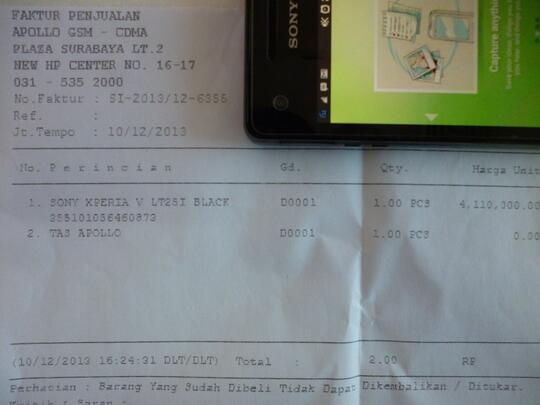 FAKTUR PENJUALAN
APOLLO GSM - CDMA
PLAZA SURABAYA LT.2
NEW HP CENTER NO. 16-17
031 - 535 2000
No.Faktur : SI-2013/12-6355
Ref. :
Jt.Tempo : 10/12/2013
SONY
Capture anything
No. Perincian Gd. Qty. Harga Unit
1. SONY XPERIA V LT25I BLACK D0001 1.00 PCS 4,110,300.00
355101056460873
2. TAS APOLLO D0001 1.00 PCS 0.00
(10/12/2013 16:24:31 DLT/DLT) Total : 2.00 RP
Perhatian : Barang Yang Sudah Dibeli Tidak Dapat Dikembalikan / Ditukar.